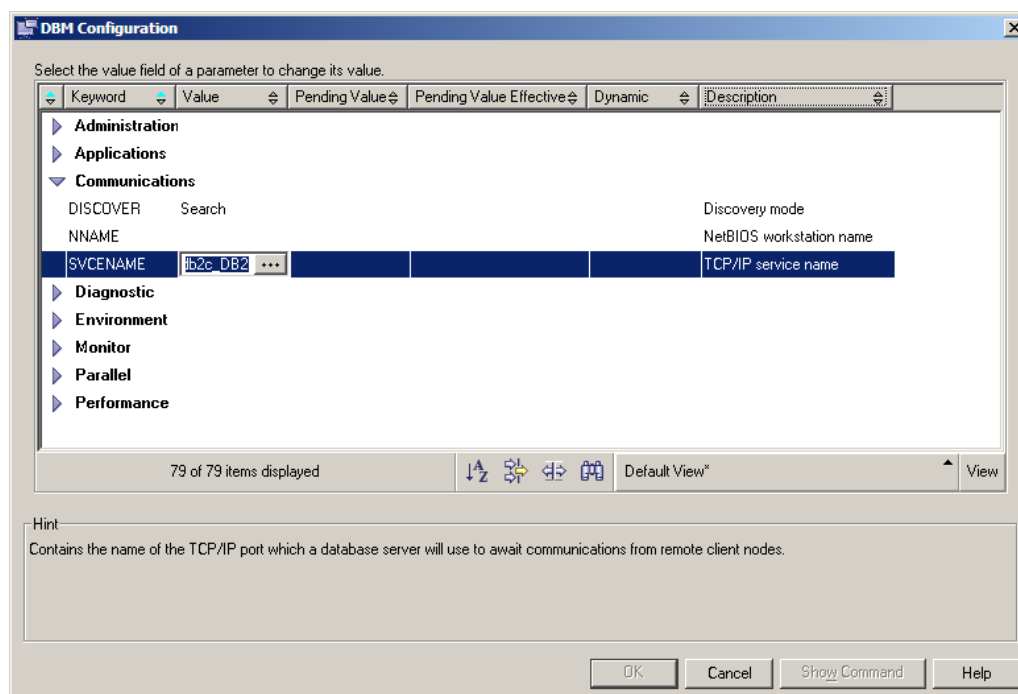 DBM Configuration
Select the value field of a parameter to change its value.
Keyword Value Pending Value Pending Value Effective Dynamic Description
Administration
Applications
Communications
DISCOVER Search Discovery mode
NNAME NetBIOS workstation name
SVCENAME db2c_DB2 ... TCP/IP service name
Diagnostic
Environment
Monitor
Parallel
Performance
79 of 79 items displayed Default View* View
Hint
Contains the name of the TCP/IP port which a database server will use to await communications from remote client nodes.
OK Cancel Show Command Help